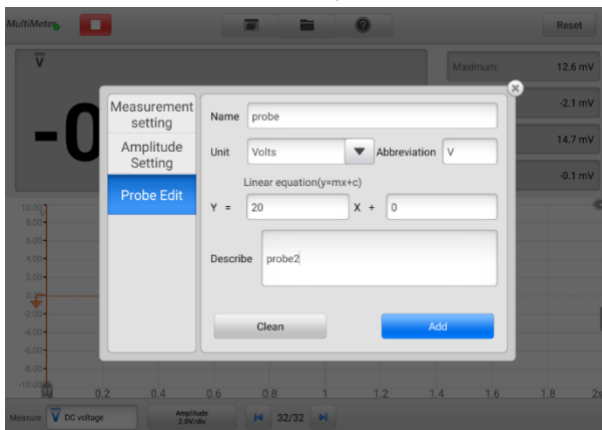 MultiMeter
Reset
V
Maximum: 12.6 mV
-2.1 mV
-0
14.7 mV
-0.1 mV
Measurement setting
Amplitude Setting
Probe Edit
Name probe
Unit Volts Abbreviation V
Linear equation(y=mx+c)
Y = 20 X + 0
Describe probe2
Clean Add
10.00 V
8.00
6.00
4.00
2.00
0.00
-2.00
-4.00
-6.00
-8.00
-10.00
0.2 0.4 0.6 0.8 1 1.2 1.4 1.6 1.8 2s
Measure V DC voltage Amplitude 2.0V/div 32/32